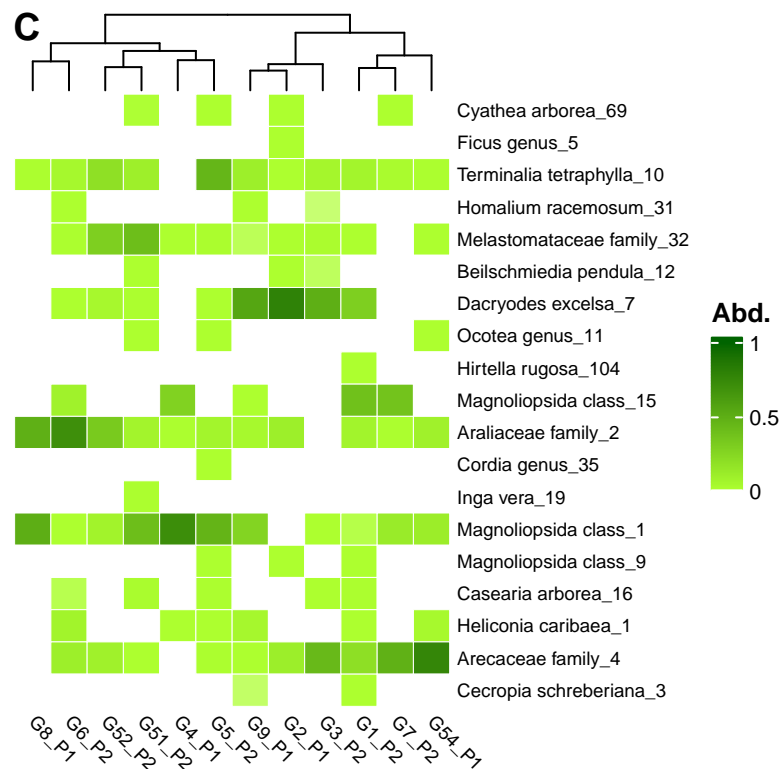 C
Cyathea arborea_69
Ficus genus_5
Terminalia tetraphylla_10
Homalium racemosum_31
Melastomataceae family_32
Beilschmiedia pendula_12
Dacryodes excelsa_7
Ocotea genus_11
Hirtella rugosa_104
Magnoliopsida class_15
Araliaceae family_2
Cordia genus_35
Inga vera_19
Magnoliopsida class_1
Magnoliopsida class_9
Casearia arborea_16
Heliconia caribaea_1
Arecaceae family_4
Cecropia schreberiana_3
Abd.
1
0.5
0
G8_P1
G6_P2
G52_P2
G51_P2
G4_P1
G5_P2
G9_P1
G2_P1
G3_P2
G1_P2
G7_P2
G54_P1